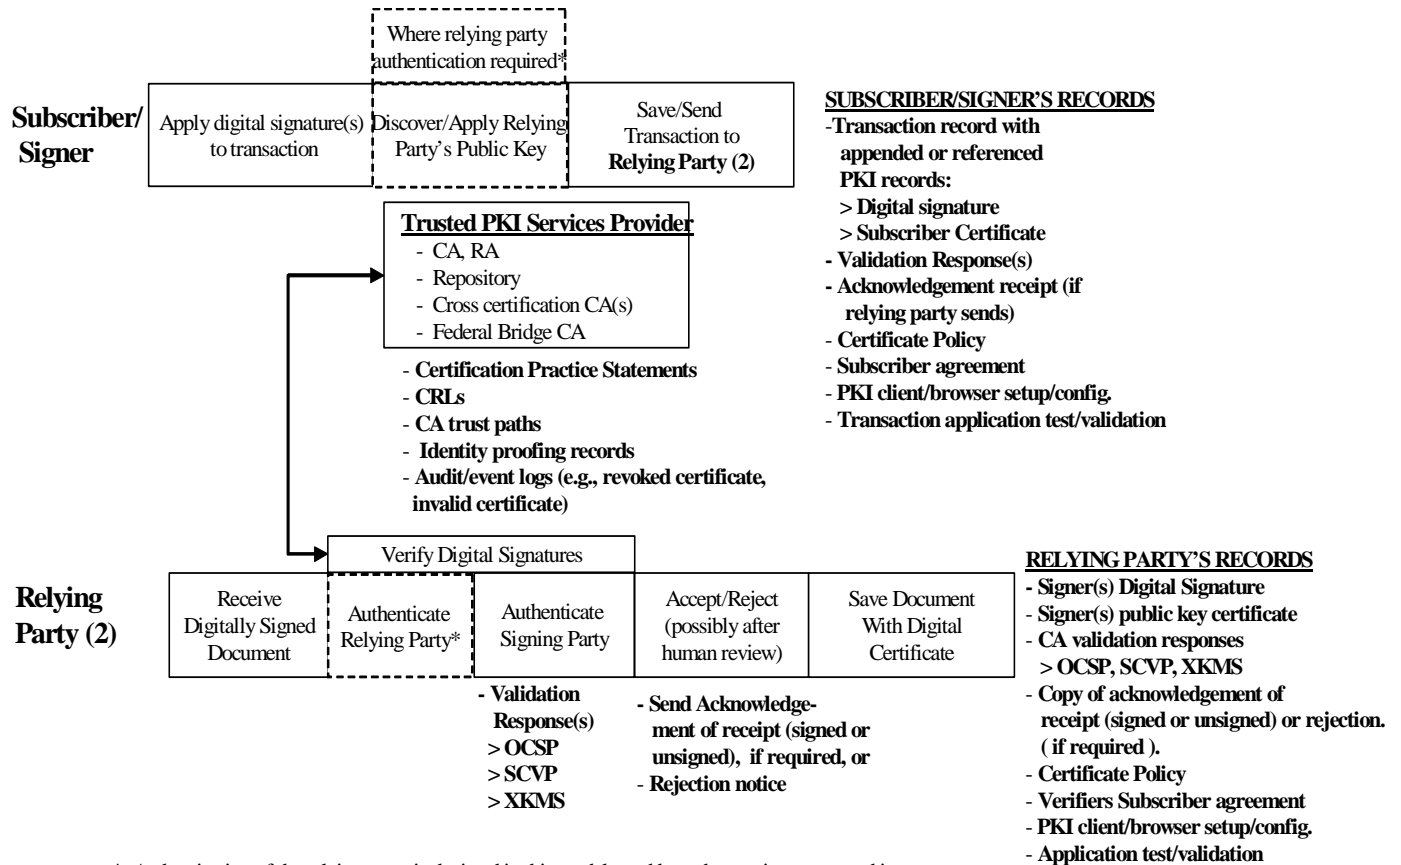 Where relying party
authentication required*
Subscriber/
Signer
Apply digital signature(s)
to transaction
Discover/Apply Relying
Party's Public Key
Save/Send
Transaction to
Relying Party (2)
SUBSCRIBER/SIGNER'S RECORDS
-Transaction record with
appended or referenced
PKI records:
> Digital signature
> Subscriber Certificate
- Validation Response(s)
- Acknowledgement receipt (if
relying party sends)
- Certificate Policy
- Subscriber agreement
- PKI client/browser setup/config.
- Transaction application test/validation
Trusted PKI Services Provider
- CA, RA
- Repository
- Cross certification CA(s)
- Federal Bridge CA
- Certification Practice Statements
- CRLs
- CA trust paths
- Identity proofing records
- Audit/event logs (e.g., revoked certificate,
invalid certificate)
Verify Digital Signatures
Relying
Party (2)
Receive
Digitally Signed
Document
Authenticate
Relying Party*
Authenticate
Signing Party
Accept/Reject
(possibly after
human review)
Save Document
With Digital
Certificate
- Validation
Response(s)
> OCSP
> SCVP
> XKMS
- Send Acknowledge-
ment of receipt (signed or
unsigned), if required, or
- Rejection notice
RELYING PARTY'S RECORDS
- Signer(s) Digital Signature
- Signer(s) public key certificate
- CA validation responses
> OCSP, SCVP, XKMS
- Copy of acknowledgement of
receipt (signed or unsigned) or rejection.
( if required ).
- Certificate Policy
- Verifiers Subscriber agreement
- PKI client/browser setup/config.
- Application test/validation